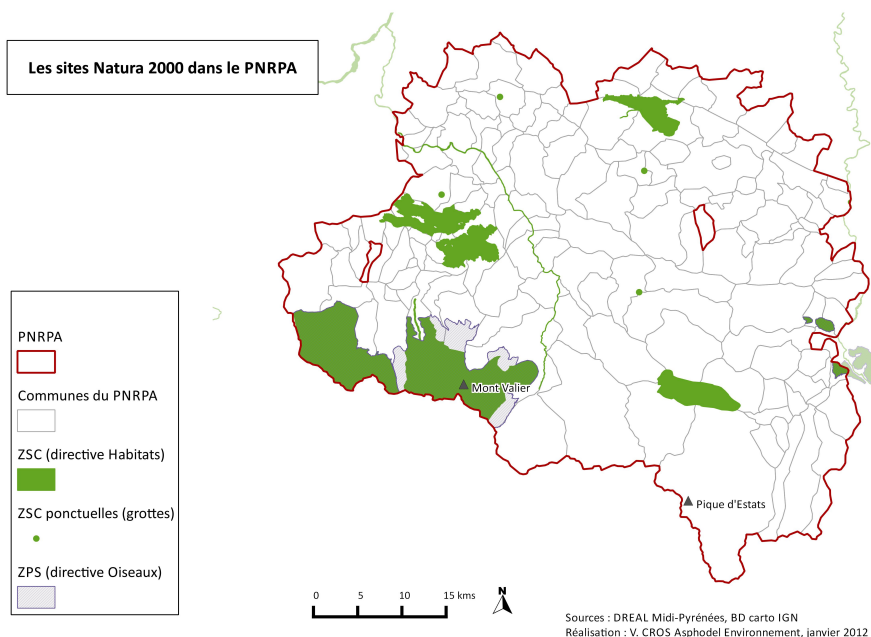 Les sites Natura 2000 dans le PNRPA
PNRPA
Communes du PNRPA
ZSC (directive Habitats)
ZSC ponctuelles (grottes)
ZPS (directive Oiseaux)
Mont Valier
Pique d'Estats
0 5 10 15 kms
N
Sources : DREAL Midi-Pyrénées, BD carto IGN
Réalisation : V. CROS Asphodel Environnement, janvier 2012